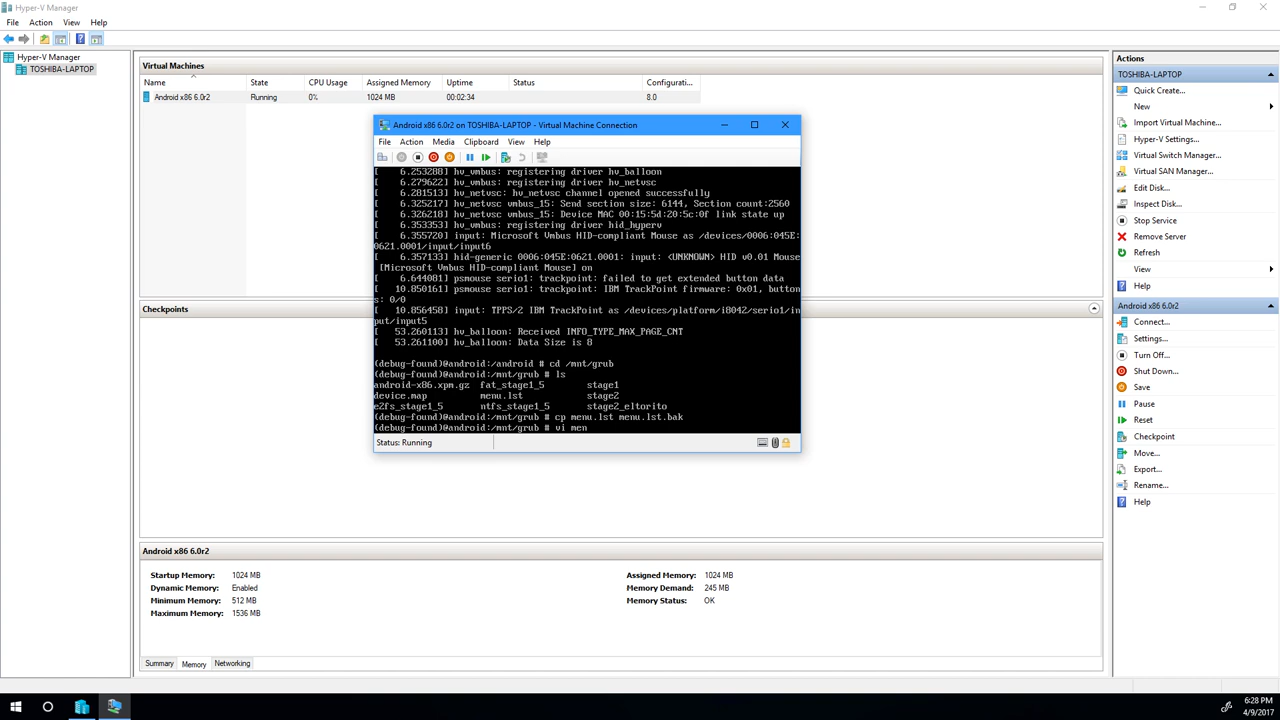 Hyper-V Manager
File Action View Help
Hyper-V Manager
TOSHIBA-LAPTOP
Virtual Machines
Name State CPU Usage Assigned Memory Uptime Status Configurati...
Android x86 6.0r2 Running 0% 1024 MB 00:02:34 8.0
Android x86 6.0r2 on TOSHIBA-LAPTOP - Virtual Machine Connection
File Action Media Clipboard View Help
[    6.253280] hv_vmbus: registering driver hv_balloon
[    6.279622] hv_vmbus: registering driver hv_netvsc
[    6.281513] hv_netvsc: hv_netvsc channel opened successfully
[    6.325217] hv_netvsc vmbus_15: Send section size: 6144, Section count:2560
[    6.326218] hv_netvsc vmbus_15: Device MAC 00:15:5d:20:5c:0f link state up
[    6.353353] hv_vmbus: registering driver hid_hyperv
[    6.355720] input: Microsoft Vmbus HID-compliant Mouse as /devices/0006:045E:
0621.0001/input/input6
[    6.357133] hid-generic 0006:045E:0621.0001: input: <UNKNOWN> HID v0.01 Mouse
[Microsoft Vmbus HID-compliant Mouse] on
[    6.644081] psmouse serio1: trackpoint: failed to get extended button data
[   10.850161] psmouse serio1: trackpoint: IBM TrackPoint firmware: 0x01, button
s: 0/0
[   10.856458] input: TPPS/2 IBM TrackPoint as /devices/platform/i8042/serio1/in
put/input5
[   53.260113] hv_balloon: Received INFO_TYPE_MAX_PAGE_CNT
[   53.261100] hv_balloon: Data Size is 8
(debug-found)@android:/android # cd /mnt/grub
(debug-found)@android:/mnt/grub # ls
android-x86.xpm.gz fat_stage1_5 stage1
device.map menu.lst stage2
e2fs_stage1_5 ntfs_stage1_5 stage2_eltorito
(debug-found)@android:/mnt/grub # cp menu.lst menu.lst.bak
(debug-found)@android:/mnt/grub # vi men
Status: Running
Checkpoints
Android x86 6.0r2
Startup Memory: 1024 MB Assigned Memory: 1024 MB
Dynamic Memory: Enabled Memory Demand: 245 MB
Minimum Memory: 512 MB Memory Status: OK
Maximum Memory: 1536 MB
Summary Memory Networking
Actions
TOSHIBA-LAPTOP
Quick Create...
New
Import Virtual Machine...
Hyper-V Settings...
Virtual Switch Manager...
Virtual SAN Manager...
Edit Disk...
Inspect Disk...
Stop Service
Remove Server
Refresh
View
Help
Android x86 6.0r2
Connect...
Settings...
Turn Off...
Shut Down...
Save
Pause
Reset
Checkpoint
Move...
Export...
Rename...
Help
6:28 PM
4/9/2017